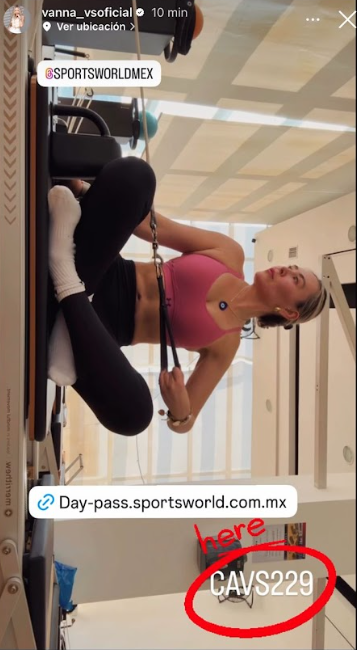 vanna_vsoficial 10 min
Ver ubicación >
@SPORTSWORLDMEX
Day-pass.sportsworld.com.mx
here
CAVS229